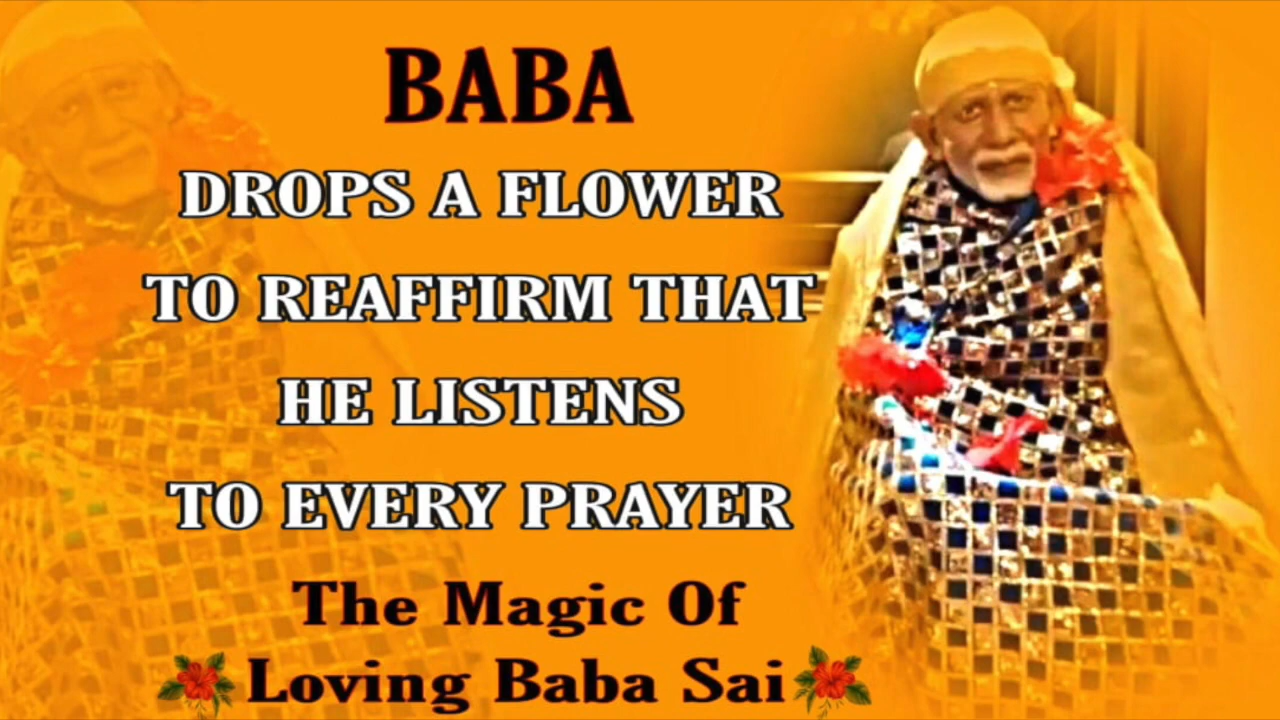 BABA
DROPS A FLOWER
TO REAFFIRM THAT
HE LISTENS
TO EVERY PRAYER
The Magic Of
Loving Baba Sai